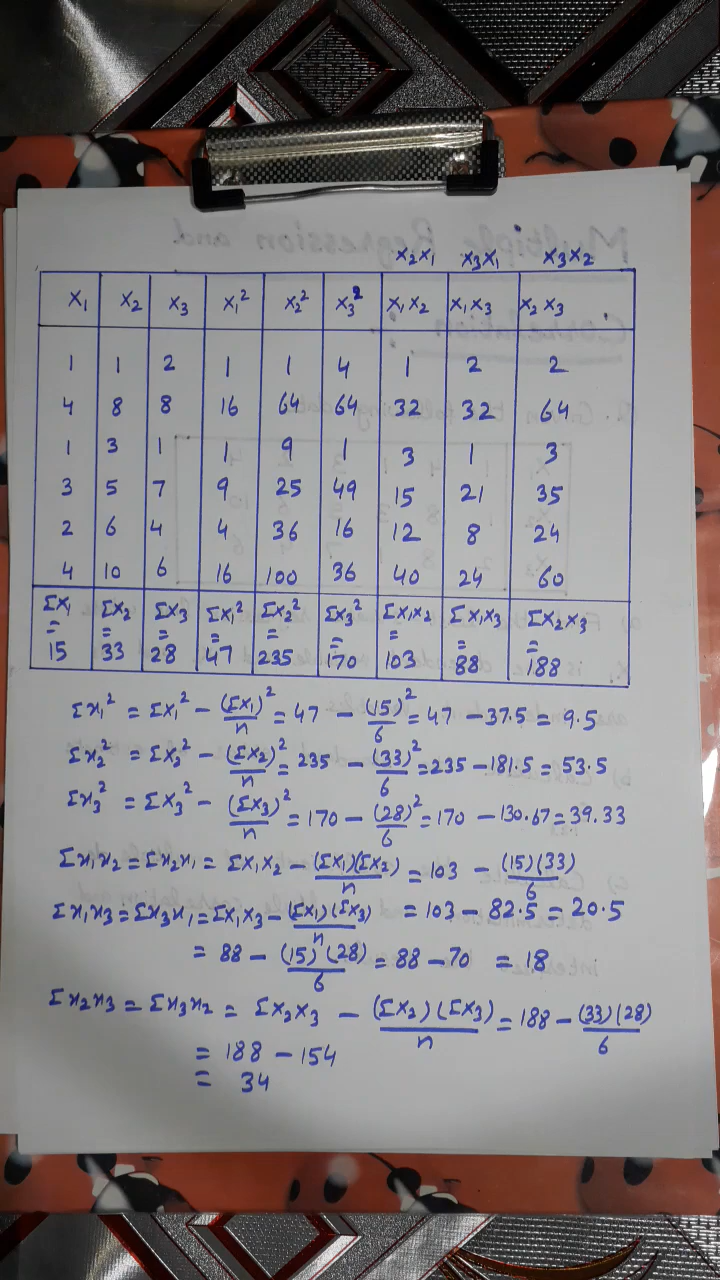 X₂X₁ X₃X₁ X₃X₂
X₁ X₂ X₃ X₁² X₂² X₃² X₁X₂ X₁X₃ X₂X₃
1 1 2 1 1 4 1 2 2
4 8 8 16 64 64 32 32 64
1 3 1 1 9 1 3 1 3
3 5 7 9 25 49 15 21 35
2 6 4 4 36 16 12 8 24
4 10 6 16 100 36 40 24 60
ΣX₁ = 15 ΣX₂ = 33 ΣX₃ = 28 ΣX₁² = 47 ΣX₂² = 235 ΣX₃² = 170 ΣX₁X₂ = 103 ΣX₁X₃ = 88 ΣX₂X₃ = 188
Σx₁² = ΣX₁² - (ΣX₁)²/n = 47 - (15)²/6 = 47 - 37.5 = 9.5
Σx₂² = ΣX₂² - (ΣX₂)²/n = 235 - (33)²/6 = 235 - 181.5 = 53.5
Σx₃² = ΣX₃² - (ΣX₃)²/n = 170 - (28)²/6 = 170 - 130.67 = 39.33
Σx₁x₂ = Σx₂x₁ = ΣX₁X₂ - (ΣX₁)(ΣX₂)/n = 103 - (15)(33)/6
= 103 - 82.5 = 20.5
Σx₁x₃ = Σx₃x₁ = ΣX₁X₃ - (ΣX₁)(ΣX₃)/n
= 88 - (15)(28)/6 = 88 - 70 = 18
Σx₂x₃ = Σx₃x₂ = ΣX₂X₃ - (ΣX₂)(ΣX₃)/n = 188 - (33)(28)/6
= 188 - 154
= 34